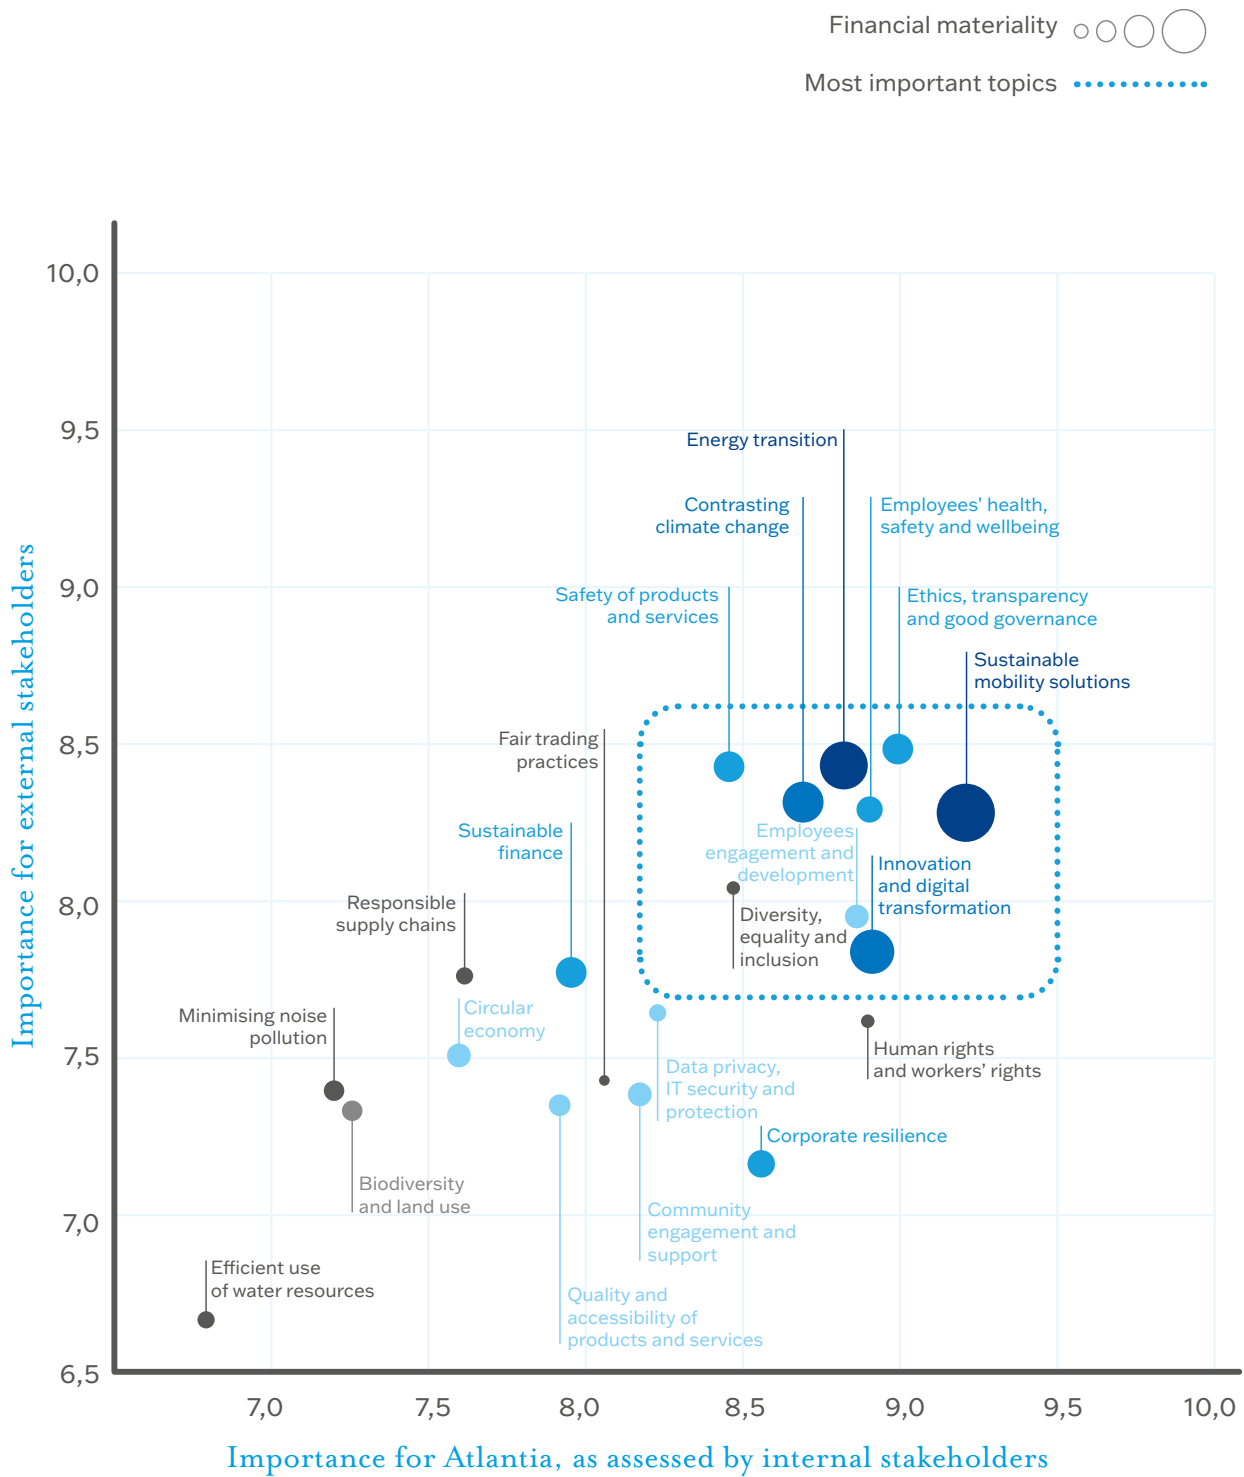 Financial materiality
Most important topics
10,0
9,5
9,0
8,5
8,0
7,5
7,0
6,5
Importance for external stakeholders
Energy transition
Contrasting
climate change
Employees’ health,
safety and wellbeing
Safety of products
and services
Ethics, transparency
and good governance
Sustainable
mobility solutions
Fair trading
practices
Sustainable
finance
Employees
engagement and
development
Innovation
and digital
transformation
Responsible
supply chains
Diversity,
equality and
inclusion
Minimising noise
pollution
Circular
economy
Human rights
and workers’ rights
Data privacy,
IT security and
protection
Corporate resilience
Biodiversity
and land use
Community
engagement and
support
Efficient use
of water resources
Quality and
accessibility of
products and services
7,0
7,5
8,0
8,5
9,0
9,5
10,0
Importance for Atlantia, as assessed by internal stakeholders